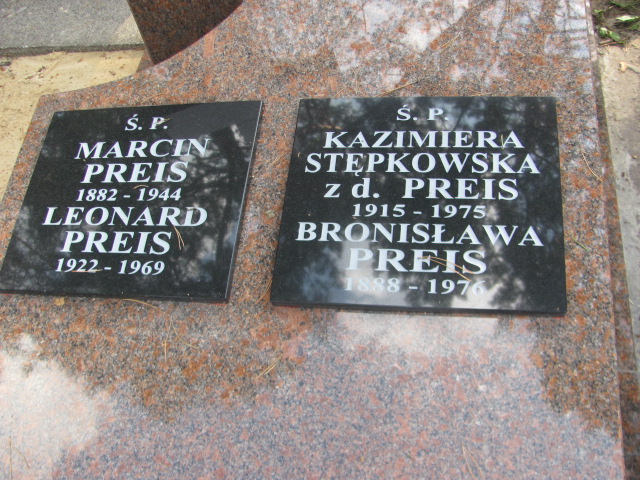 Ś. P.
MARCIN
PREIS
1882 - 1944
LEONARD
PREIS
1922 - 1969
Ś. P.
KAZIMIERA
STĘPKOWSKA
z d. PREIS
1915 - 1975
BRONISŁAWA
PREIS
1888 - 1976